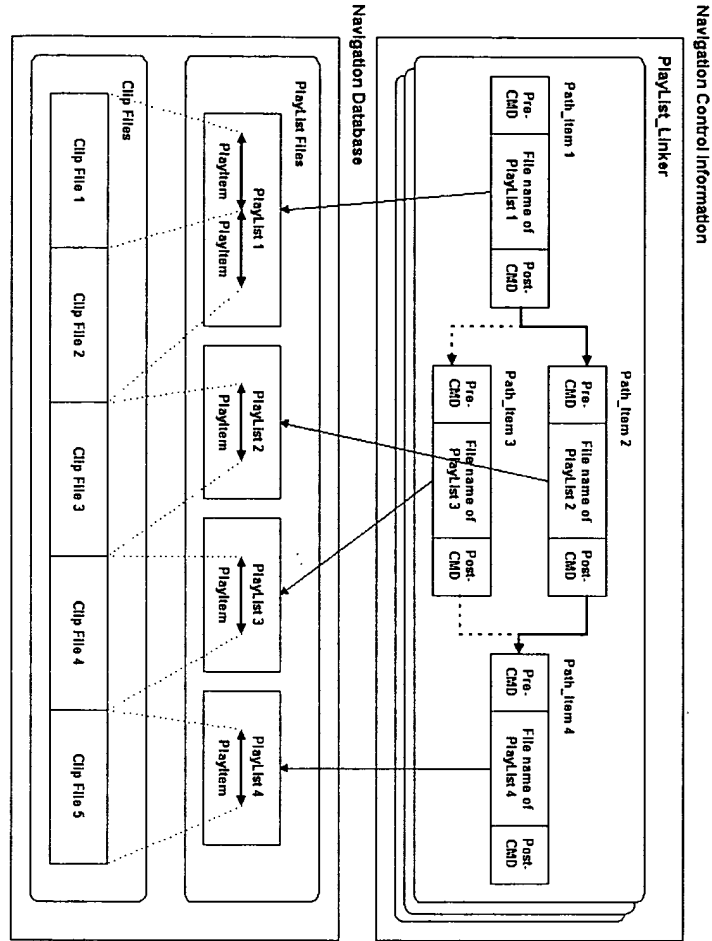 Navigation Control Information
PlayList_Linker
Path_Item 1
Pre-
CMD
File name of
PlayList 1
Post-
CMD
Path_Item 2
Pre-
CMD
File name of
PlayList 2
Post-
CMD
Path_Item 3
Pre-
CMD
File name of
PlayList 3
Post-
CMD
Path_Item 4
Pre-
CMD
File name of
PlayList 4
Post-
CMD
Navigation Database
PlayList Files
PlayList 1
PlayItem
PlayItem
PlayList 2
PlayItem
PlayList 3
PlayItem
PlayList 4
PlayItem
Clip Files
Clip File 1
Clip File 2
Clip File 3
Clip File 4
Clip File 5